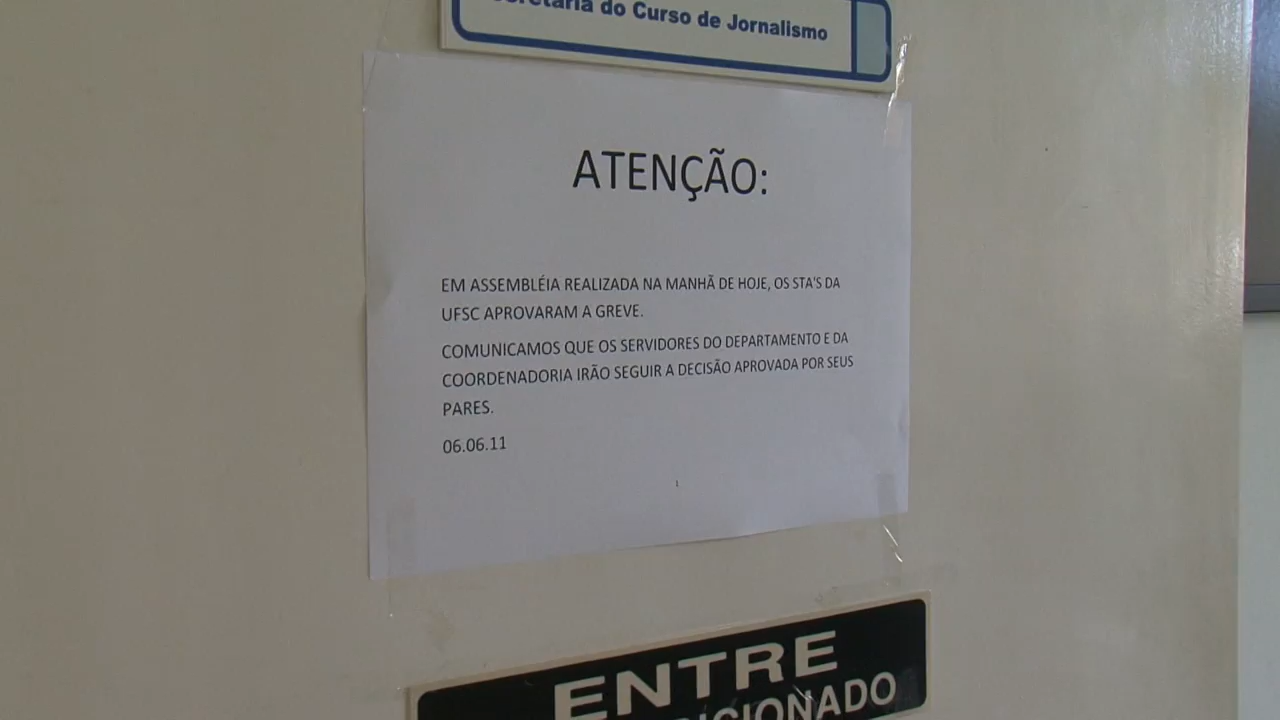 do Curso de Jornalismo
ATENÇÃO:
EM ASSEMBLÉIA REALIZADA NA MANHÃ DE HOJE, OS STA'S DA
UFSC APROVARAM A GREVE.
COMUNICAMOS QUE OS SERVIDORES DO DEPARTAMENTO E DA
COORDENADORIA IRÃO SEGUIR A DECISÃO APROVADA POR SEUS
PARES.
06.06.11
ENTRE